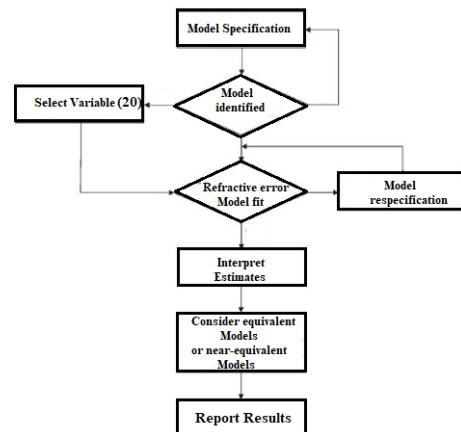 Model Specification
Model
identified
Select Variable (20)
Refractive error
Model fit
Model
respecification
Interpret
Estimates
Consider equivalent
Models
or near-equivalent
Models
Report Results